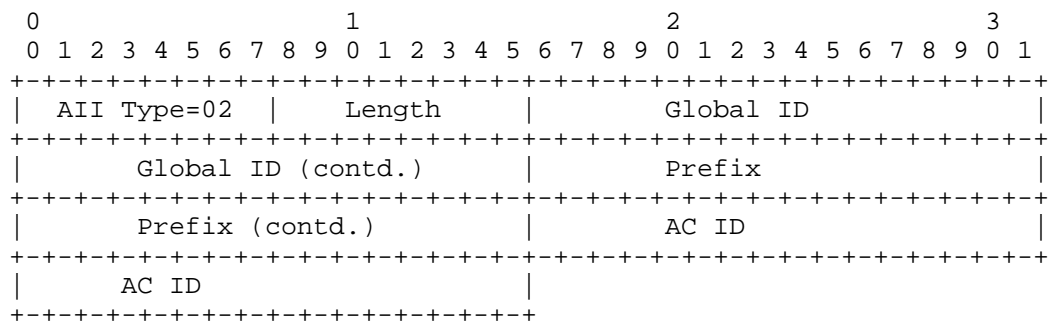 0                   1                   2                   3
 0 1 2 3 4 5 6 7 8 9 0 1 2 3 4 5 6 7 8 9 0 1 2 3 4 5 6 7 8 9 0 1
+-+-+-+-+-+-+-+-+-+-+-+-+-+-+-+-+-+-+-+-+-+-+-+-+-+-+-+-+-+-+-+-+
|  AII Type=02  |    Length     |        Global ID              |
+-+-+-+-+-+-+-+-+-+-+-+-+-+-+-+-+-+-+-+-+-+-+-+-+-+-+-+-+-+-+-+-+
|       Global ID (contd.)      |        Prefix                 |
+-+-+-+-+-+-+-+-+-+-+-+-+-+-+-+-+-+-+-+-+-+-+-+-+-+-+-+-+-+-+-+-+
|       Prefix (contd.)         |        AC ID                  |
+-+-+-+-+-+-+-+-+-+-+-+-+-+-+-+-+-+-+-+-+-+-+-+-+-+-+-+-+-+-+-+-+
|      AC ID                    |
+-+-+-+-+-+-+-+-+-+-+-+-+-+-+-+-+